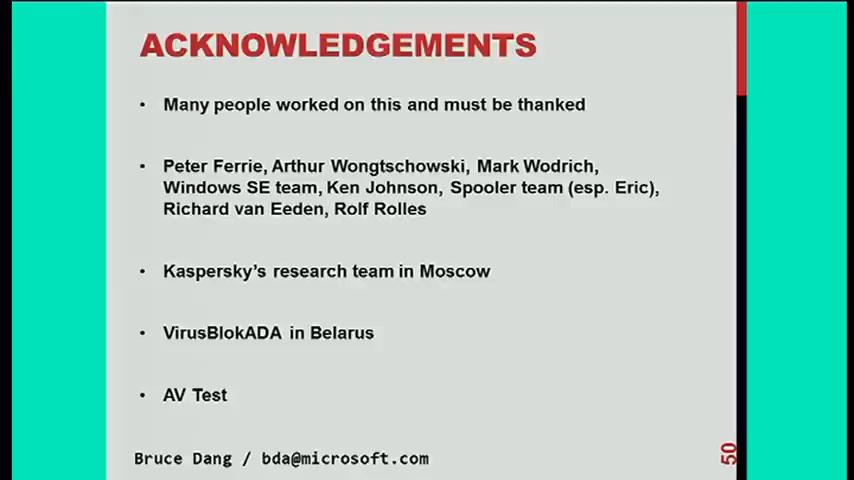 ACKNOWLEDGEMENTS
• Many people worked on this and must be thanked
• Peter Ferrie, Arthur Wongtschowski, Mark Wodrich,
Windows SE team, Ken Johnson, Spooler team (esp. Eric),
Richard van Eeden, Rolf Rolles
• Kaspersky's research team in Moscow
• VirusBlokADA in Belarus
• AV Test
Bruce Dang / bda@microsoft.com
50